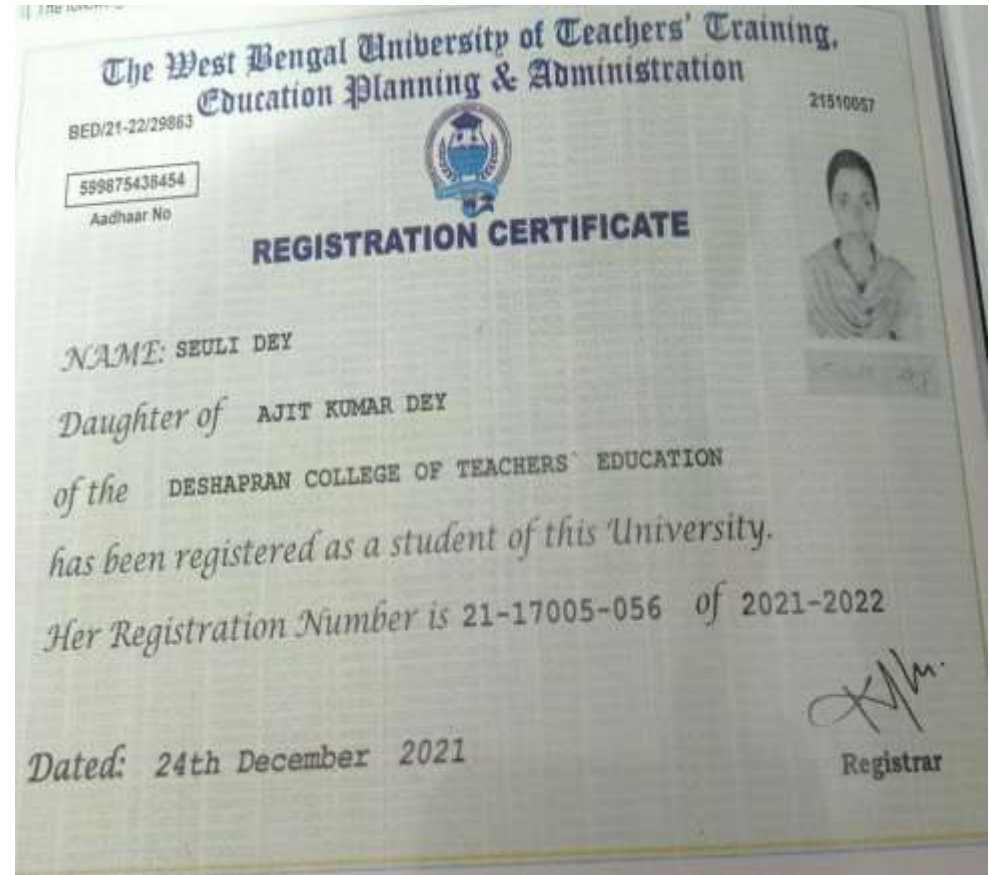 The West Bengal University of Teachers' Training,
Education Planning & Administration
BED/21-22/29863
21510057
599875438454
Aadhaar No
REGISTRATION CERTIFICATE
NAME: SEULI DEY
Daughter of AJIT KUMAR DEY
of the DESHAPRAN COLLEGE OF TEACHERS` EDUCATION
has been registered as a student of this University.
Her Registration Number is 21-17005-056 of 2021-2022
Dated: 24th December 2021
Registrar